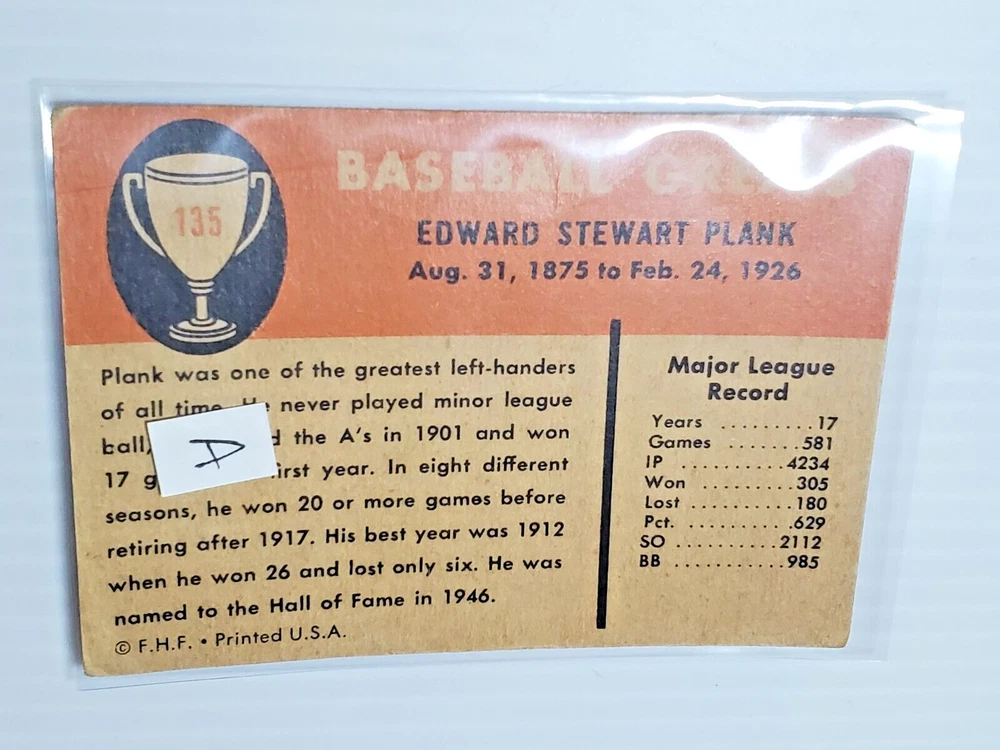 135
BASEBALL GREATS
EDWARD STEWART PLANK
Aug. 31, 1875 to Feb. 24, 1926
Plank was one of the greatest left-handers
of all time. He never played minor league
ball, the A's in 1901 and won
17 first year. In eight different
seasons, he won 20 or more games before
retiring after 1917. His best year was 1912
when he won 26 and lost only six. He was
named to the Hall of Fame in 1946.
© F.H.F. • Printed U.S.A.
D
Major League
Record
Years .........17
Games .......581
IP ..........4234
Won .........305
Lost .........180
Pct. ..........629
SO ..........2112
BB ...........985